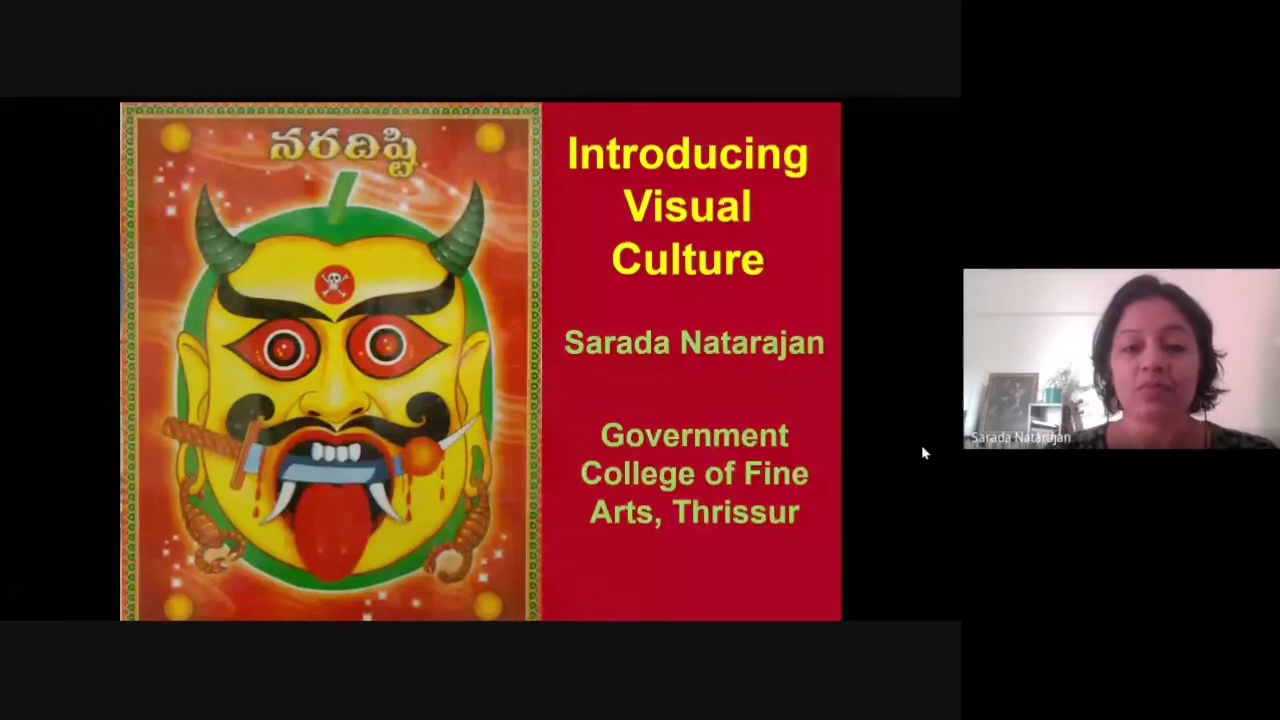 నరదిష్టి
Introducing
Visual
Culture
Sarada Natarajan
Government
College of Fine
Arts, Thrissur
Sarada Natarajan